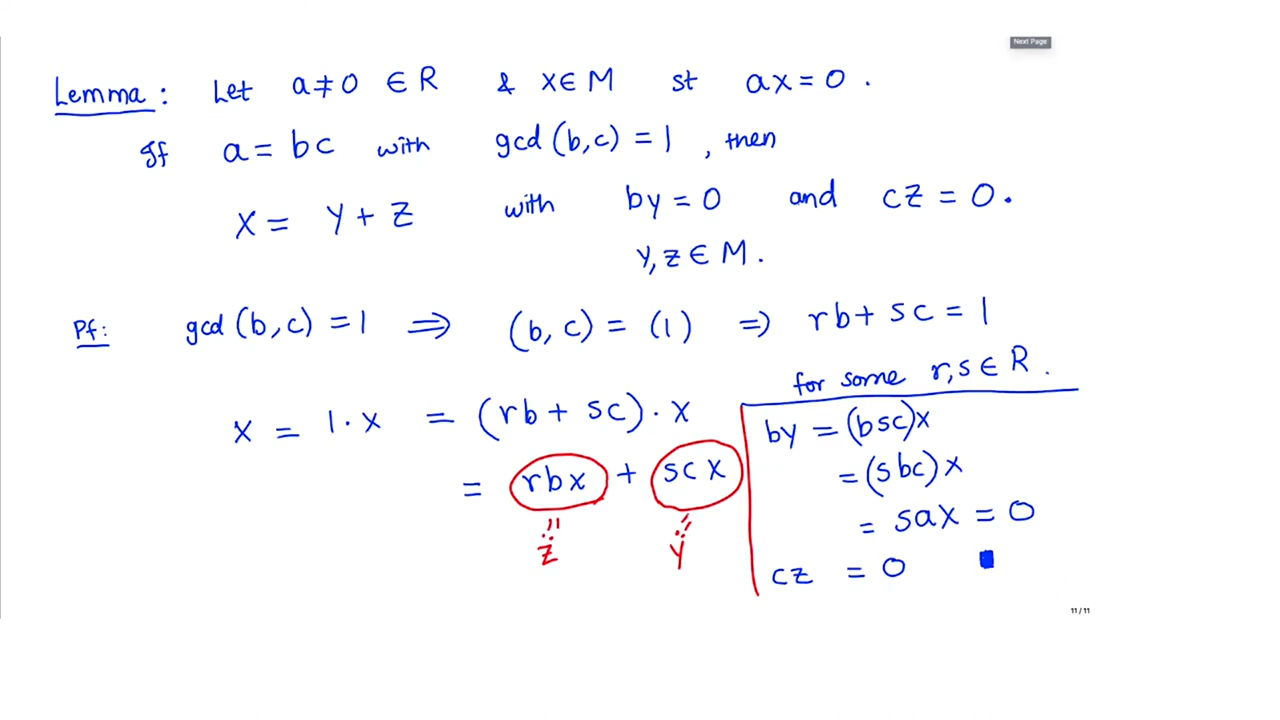 Next Page
Lemma: Let a≠0 ∈ R & x∈M st ax=0.
If a = bc with gcd(b,c) = 1, then
x = y + z with by = 0 and cz = 0.
y, z ∈ M.
Pf: gcd(b,c) = 1 ⟹ (b,c) = (1) ⟹ rb + sc = 1
for some r,s ∈ R.
x = 1·x = (rb + sc)·x
= rbx + scx
z y
by = (bsc)x
= (sbc)x
= sax = 0
cz = 0 ■
11/11